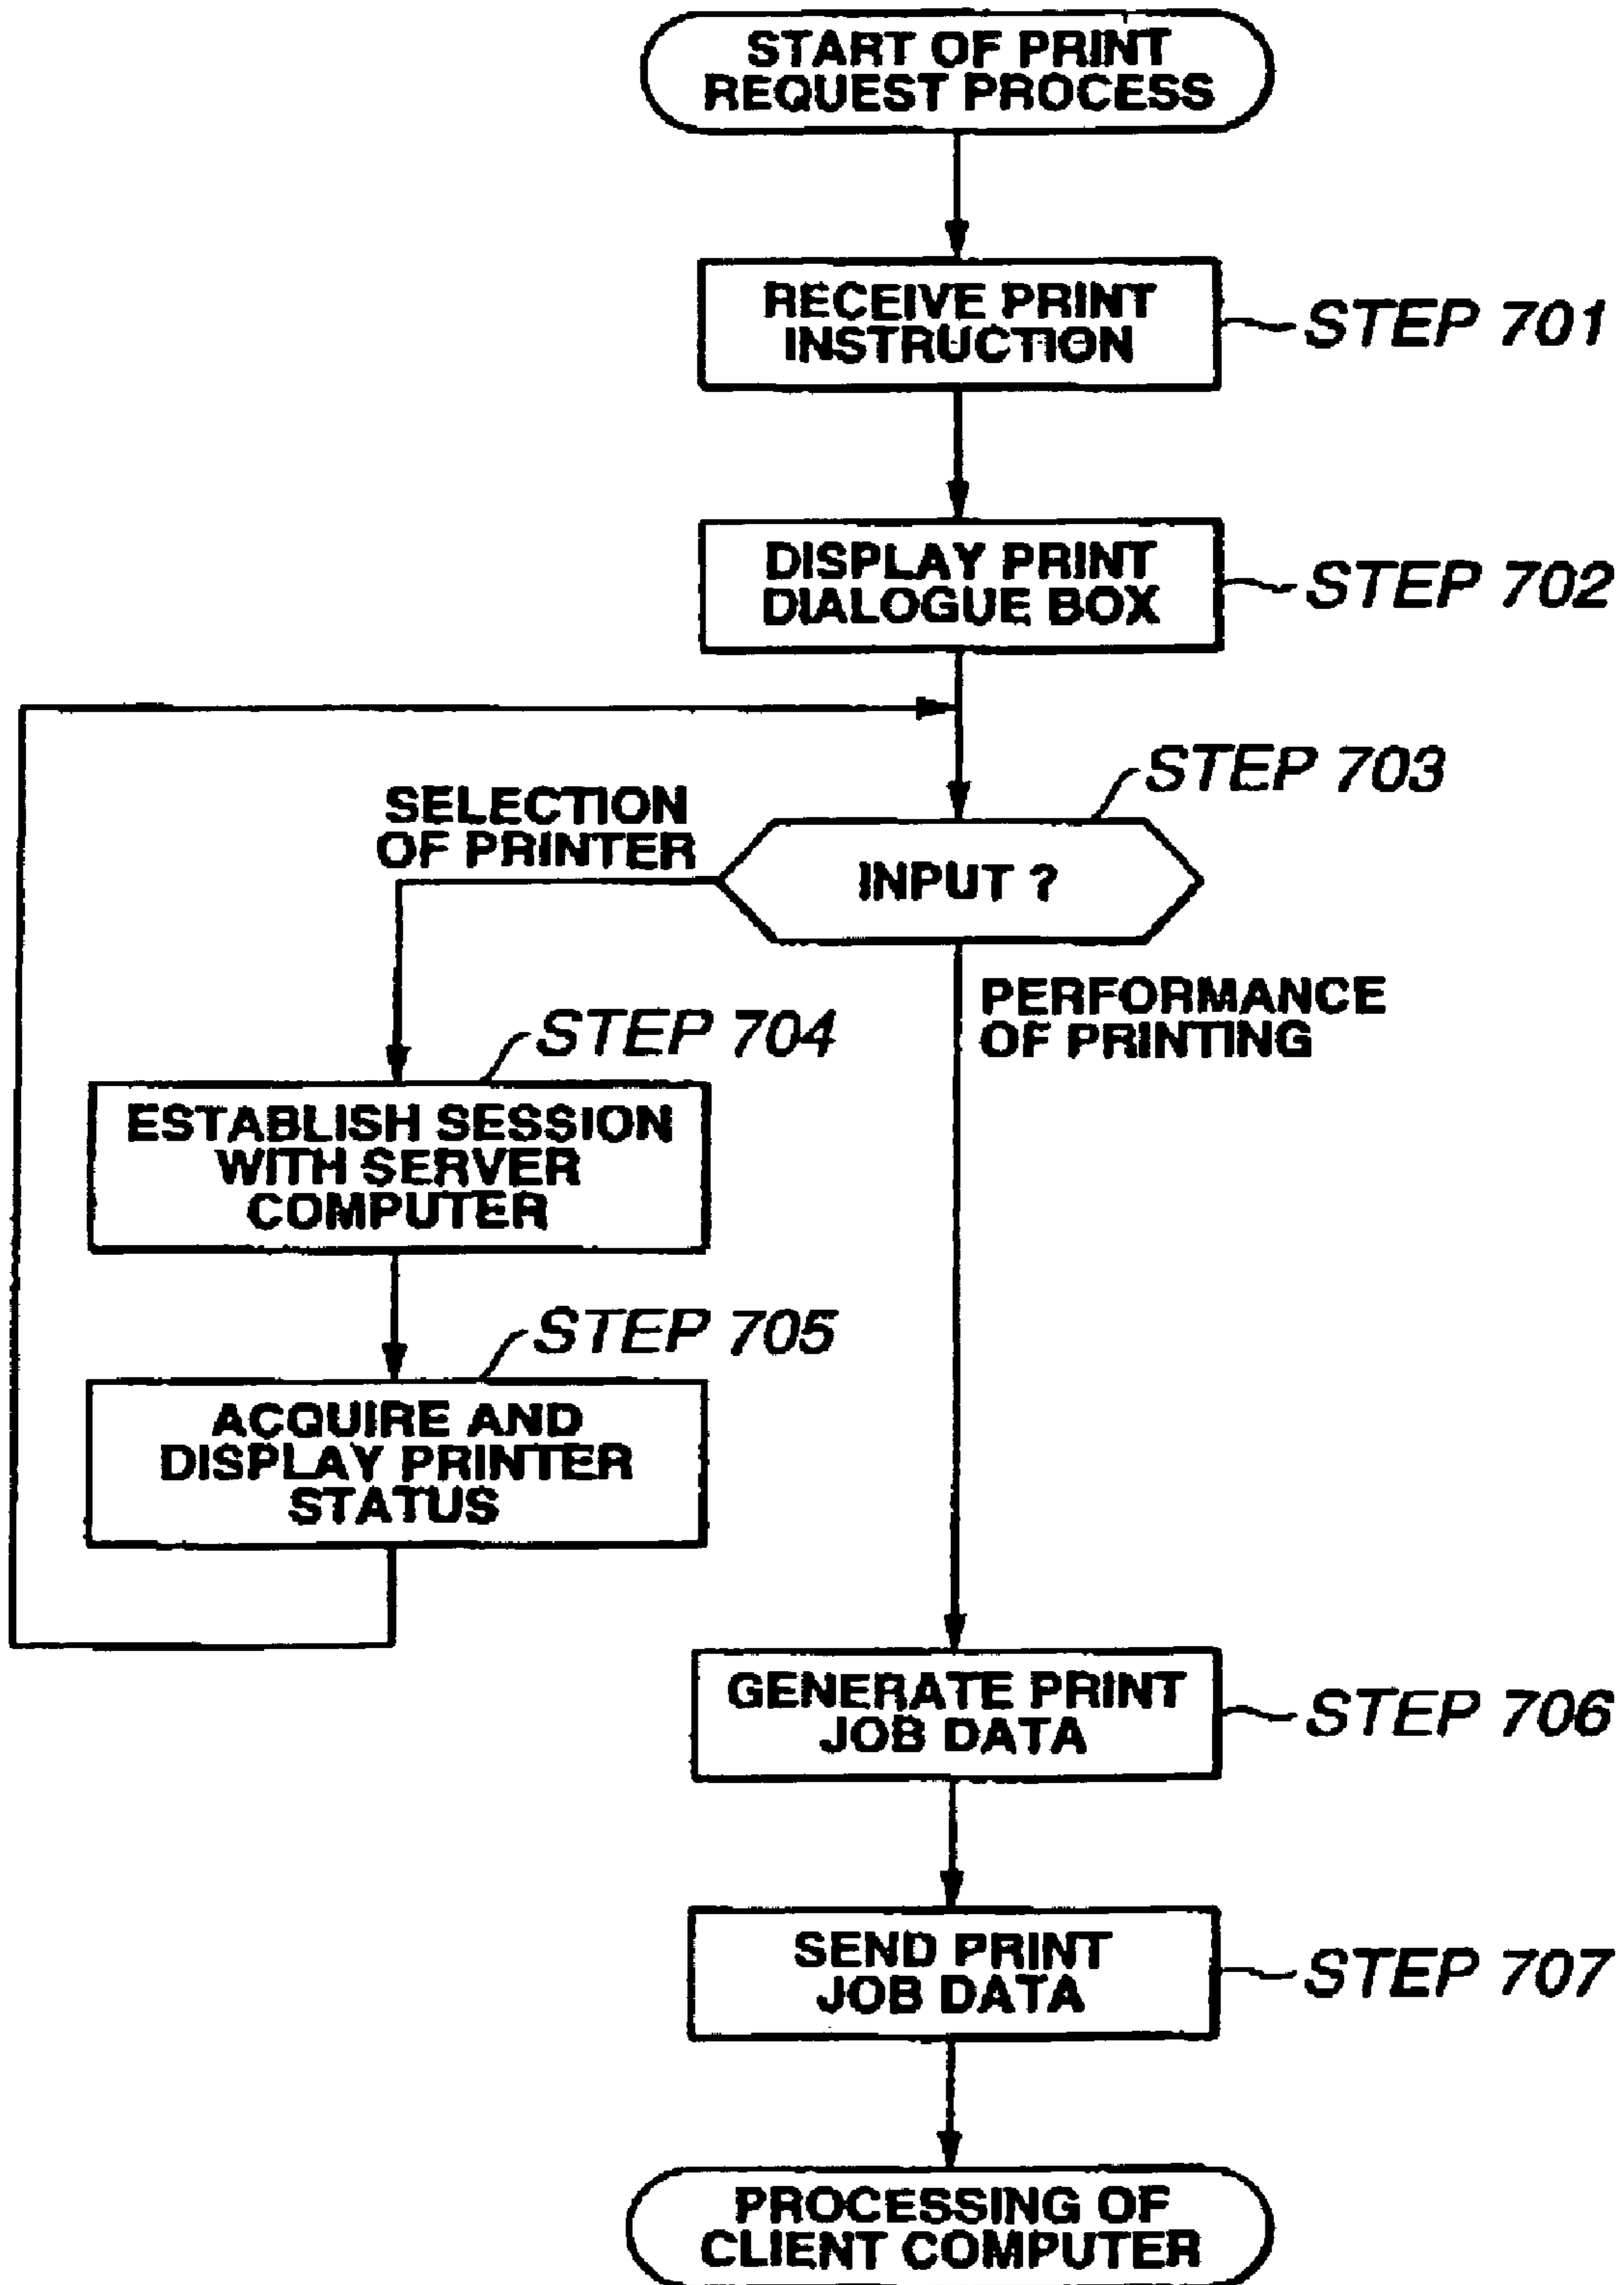 START OF PRINT
REQUEST PROCESS
RECEIVE PRINT
INSTRUCTION
STEP 701
DISPLAY PRINT
DIALOGUE BOX
STEP 702
STEP 703
SELECTION
OF PRINTER
INPUT ?
PERFORMANCE
OF PRINTING
STEP 704
ESTABLISH SESSION
WITH SERVER
COMPUTER
STEP 705
ACQUIRE AND
DISPLAY PRINTER
STATUS
GENERATE PRINT
JOB DATA
STEP 706
SEND PRINT
JOB DATA
STEP 707
PROCESSING OF
CLIENT COMPUTER